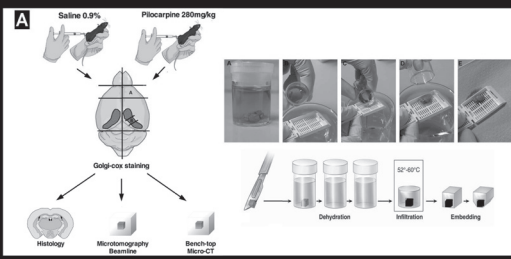 A
Saline 0.9%
Pilocarpine 280mg/kg
A
Golgi-cox staining
Histology
Microtomography
Beamline
Bench-top
Micro-CT
A
C
D
E
52°-60°C
Dehydration
Infiltration
Embedding